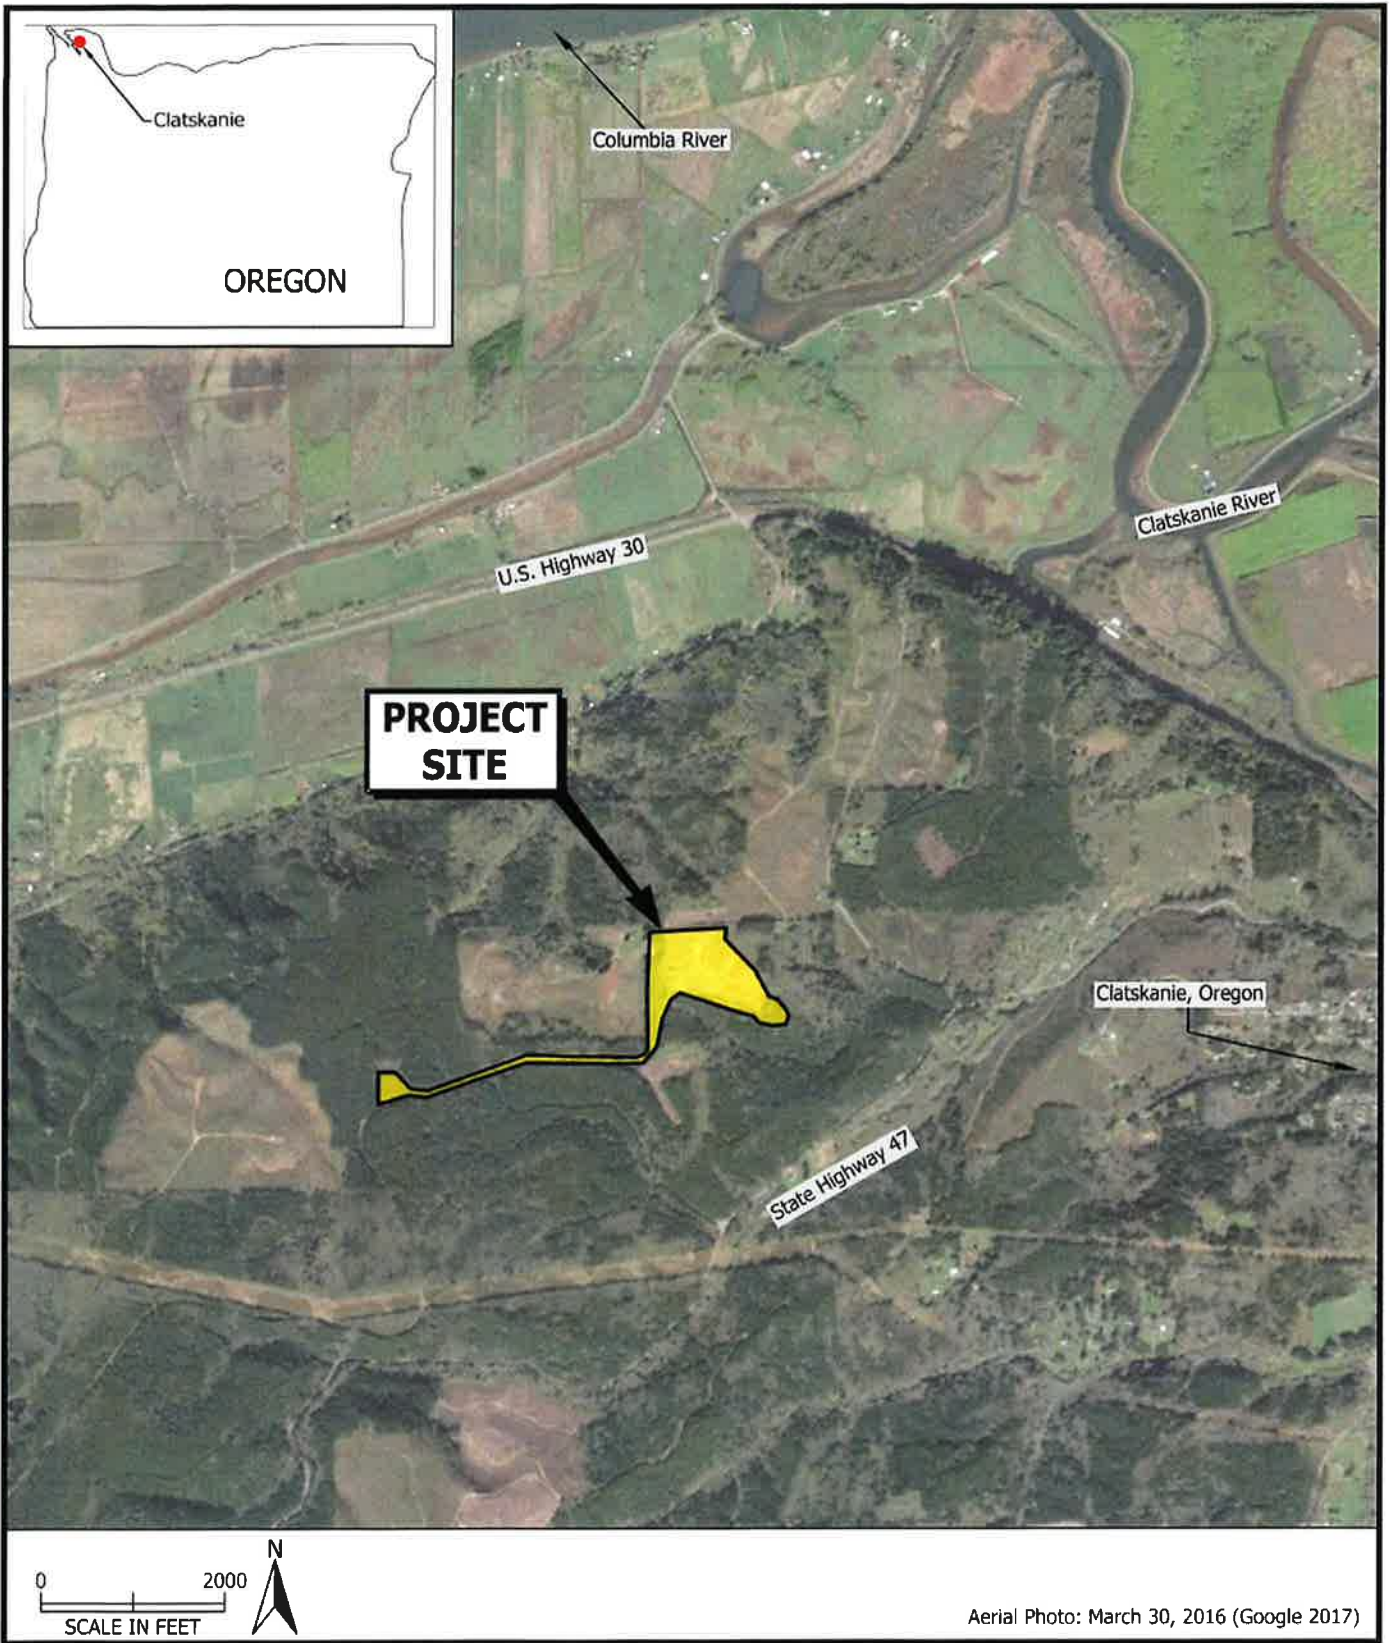 Clatskanie
OREGON
Columbia River
Clatskanie River
U.S. Highway 30
PROJECT
SITE
Clatskanie, Oregon
State Highway 47
N
0 2000
SCALE IN FEET
Aerial Photo: March 30, 2016 (Google 2017)